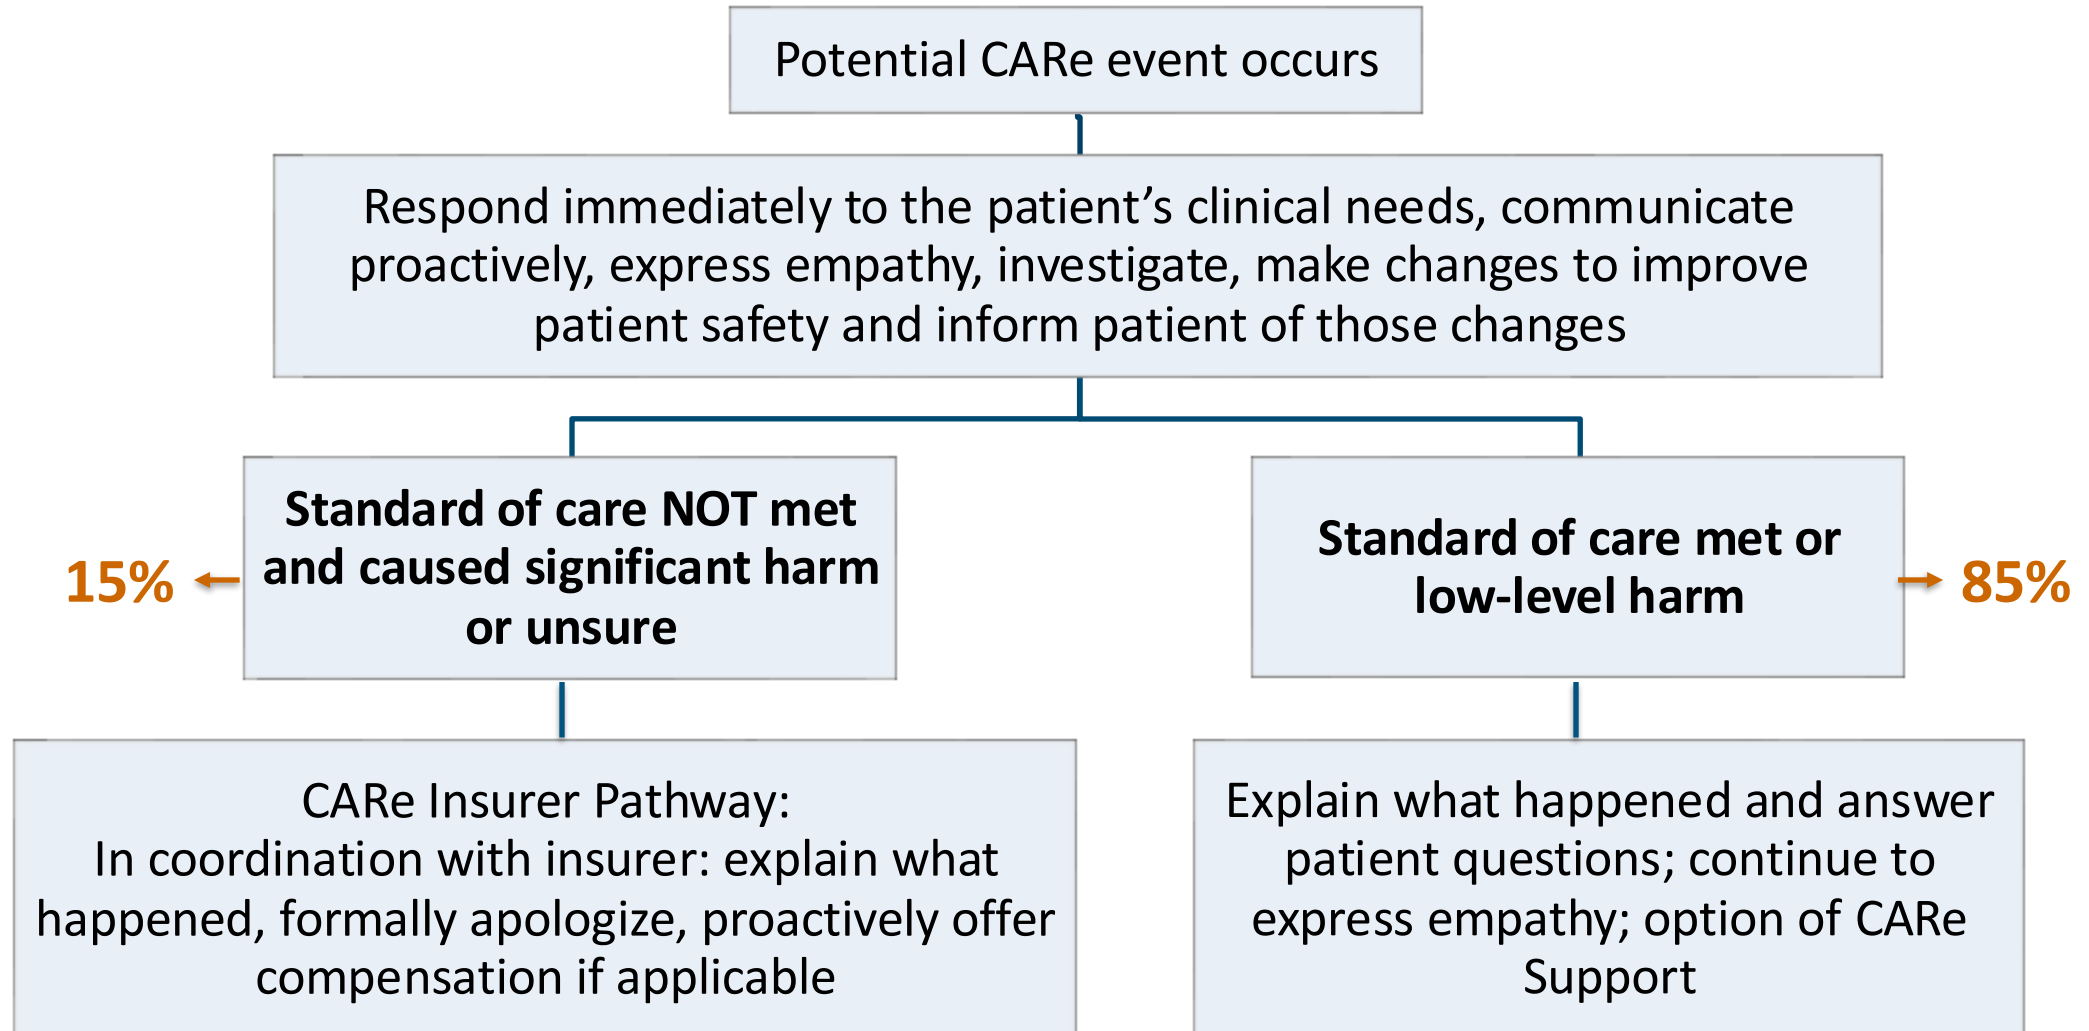 Potential CARe event occurs
Respond immediately to the patient’s clinical needs, communicate
proactively, express empathy, investigate, make changes to improve
patient safety and inform patient of those changes
Standard of care NOT met
and caused significant harm
or unsure
15%
Standard of care met or
low-level harm
85%
CARe Insurer Pathway:
In coordination with insurer: explain what
happened, formally apologize, proactively offer
compensation if applicable
Explain what happened and answer
patient questions; continue to
express empathy; option of CARe
Support